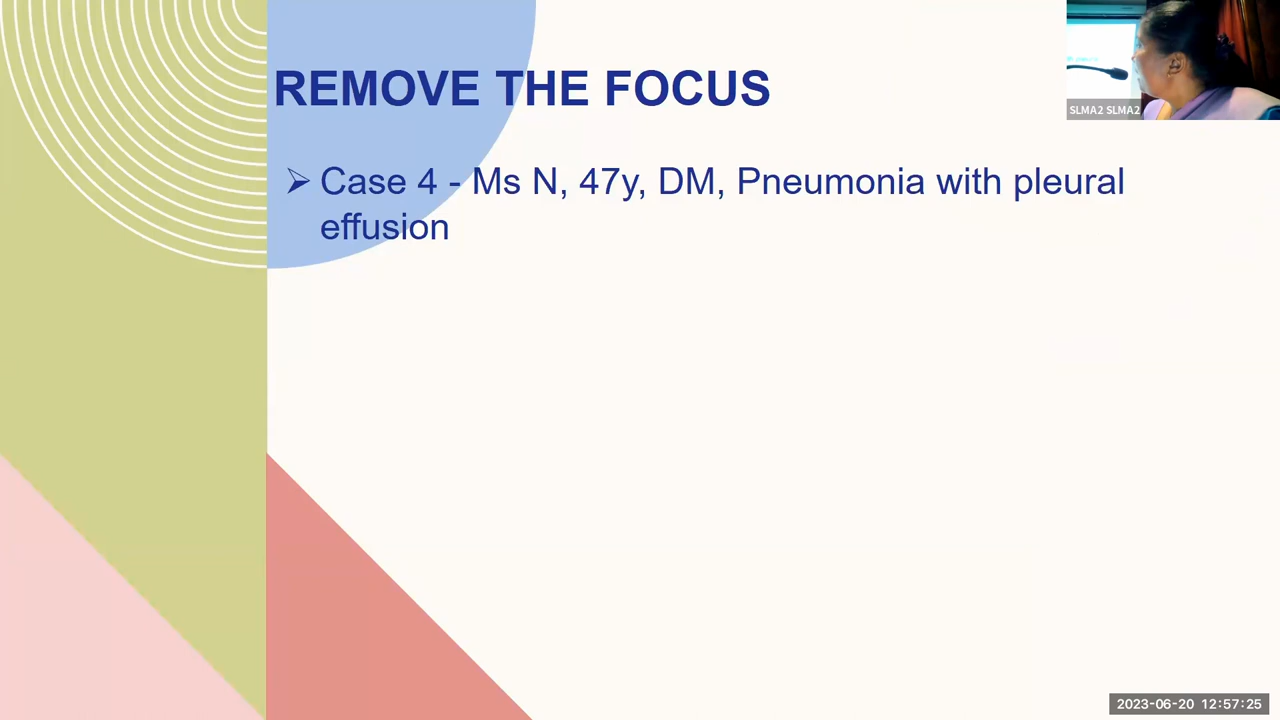 REMOVE THE FOCUS
➢ Case 4 - Ms N, 47y, DM, Pneumonia with pleural
effusion
SLMA2 SLMA2
2023-06-20 12:57:25